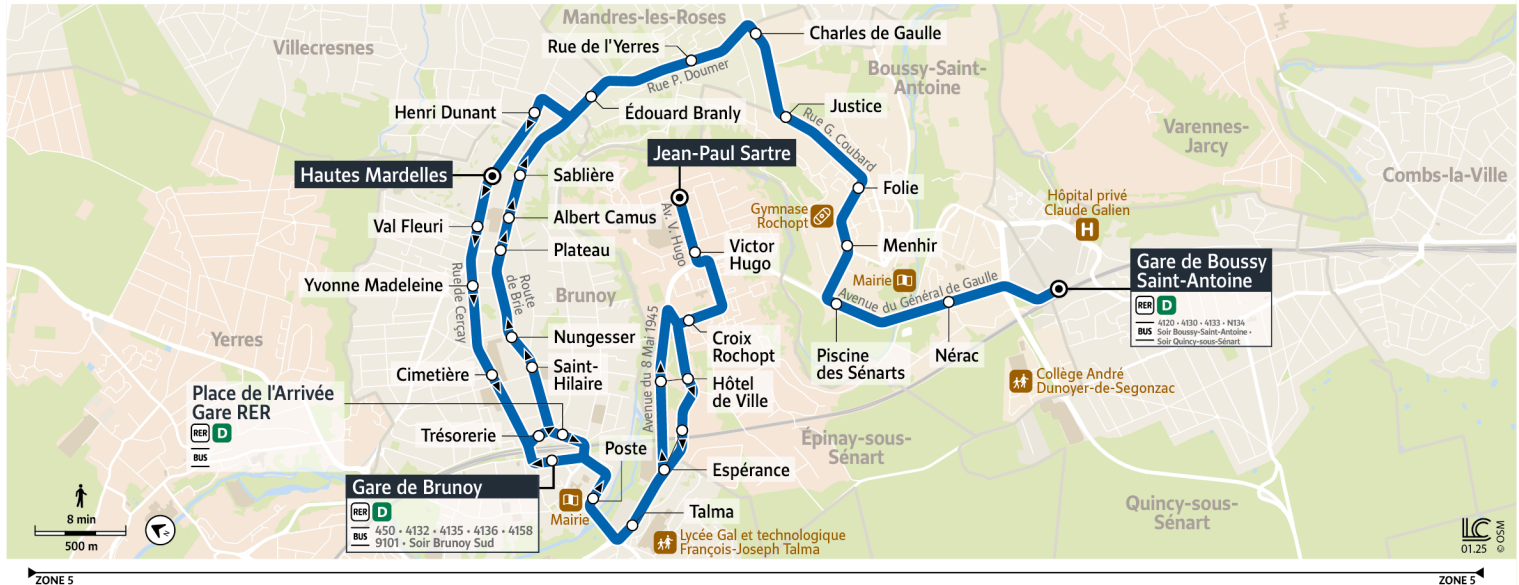 Mandres-les-Roses
Villecresnes
Rue de l'Yerres
Charles de Gaulle
Rue P. Doumer
Boussy-Saint-
Antoine
Henri Dunant
Édouard Branly
Justice
Rue G. Coubard
Varennes-
Jarcy
Jean-Paul Sartre
Hautes Mardelles
Sablière
Folie
Combs-la-Ville
Hôpital privé
Claude Galien
H
Gymnase
Rochopt
Av. V. Hugo
Val Fleuri
Albert Camus
Plateau
Victor
Hugo
Menhir
Mairie
Avenue du Général de Gaulle
Gare de Boussy
Saint-Antoine
RER D
BUS
4120 • 4130 • 4133 • N134
Soir Boussy-Saint-Antoine •
Soir Quincy-sous-Sénart
Yvonne Madeleine
Rue de Cerçay
Route
de Brie
Brunoy
Avenue du 8 Mai 1945
Yerres
Nungesser
Croix
Rochopt
Piscine
des Sénarts
Nérac
Cimetière
Saint-
Hilaire
Hôtel
de Ville
Collège André
Dunoyer-de-Segonzac
Place de l'Arrivée
Gare RER
RER D
BUS
Trésorerie
Poste
Épinay-sous-
Sénart
Espérance
Gare de Brunoy
RER D
BUS
450 • 4132 • 4135 • 4136 • 4158
9101 • Soir Brunoy Sud
Mairie
Talma
Lycée Gal et technologique
François-Joseph Talma
Quincy-sous-
Sénart
8 min
500 m
N
LC
01.25
© OSM
ZONE 5
ZONE 5